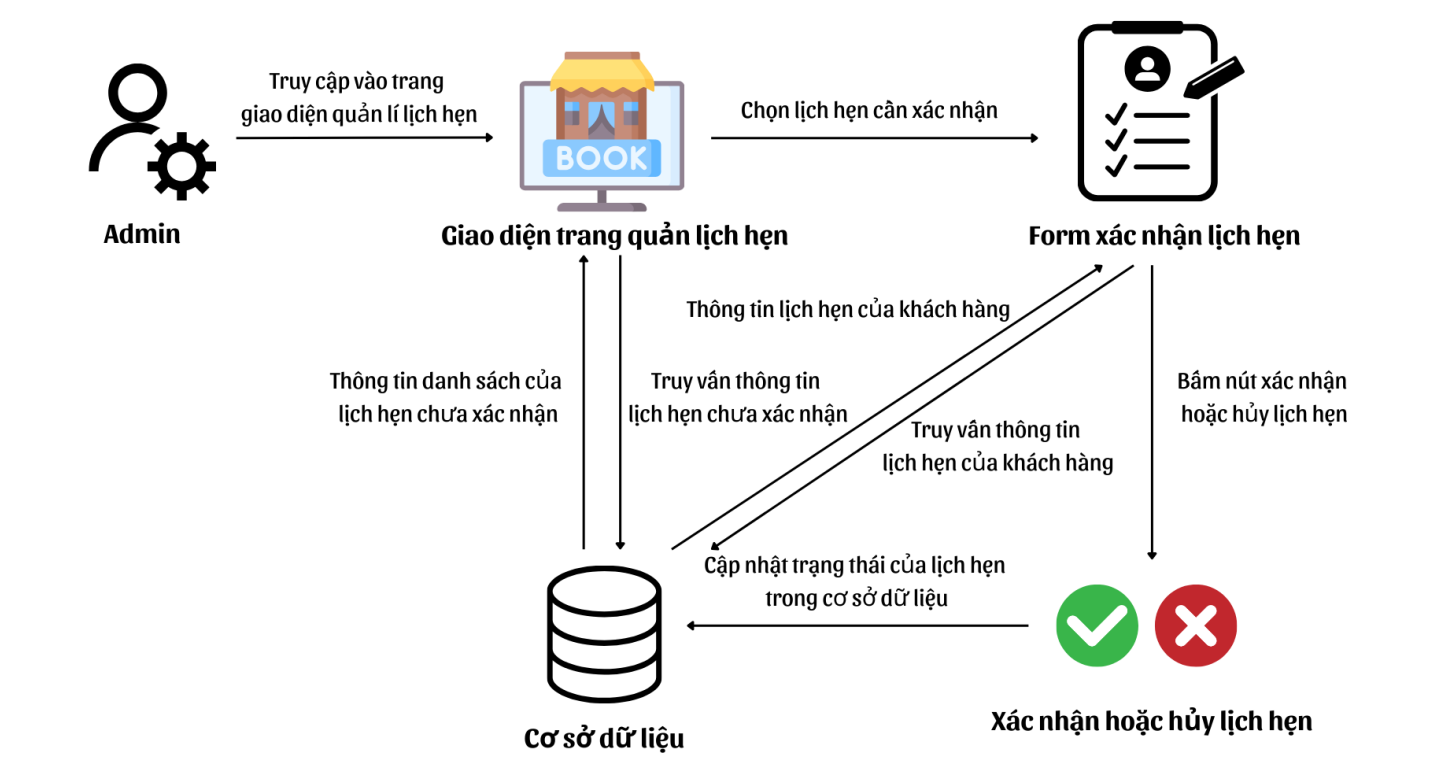 Truy cập vào trang
giao diện quản lí lịch hẹn
Chọn lịch hẹn cần xác nhận
BOOK
Admin
Giao diện trang quản lịch hẹn
Form xác nhận lịch hẹn
Thông tin lịch hẹn của khách hàng
Thông tin danh sách của
lịch hẹn chưa xác nhận
Truy vấn thông tin
lịch hẹn chưa xác nhận
Bấm nút xác nhận
hoặc hủy lịch hẹn
Truy vấn thông tin
lịch hẹn của khách hàng
Cập nhật trạng thái của lịch hẹn
trong cơ sở dữ liệu
Cơ sở dữ liệu
Xác nhận hoặc hủy lịch hẹn